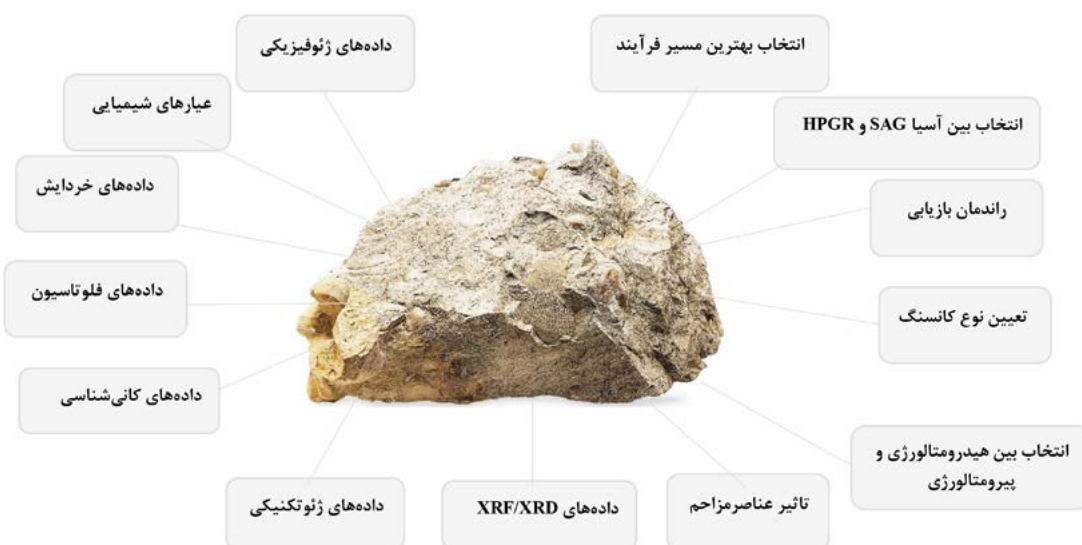 انتخاب بهترین مسیر فرآیند
داده‌های ژئوفیزیکی
عیارهای شیمیایی
انتخاب بین آسیا SAG و HPGR
داده‌های خردایش
راندمان بازیابی
داده‌های فلوتاسیون
تعیین نوع کانسنگ
داده‌های کانی‌شناسی
انتخاب بین هیدرومتالورژی و
پیرومتالورژی
تاثیر عناصرمزاحم
داده‌های XRF/XRD
داده‌های ژئوتکنیکی